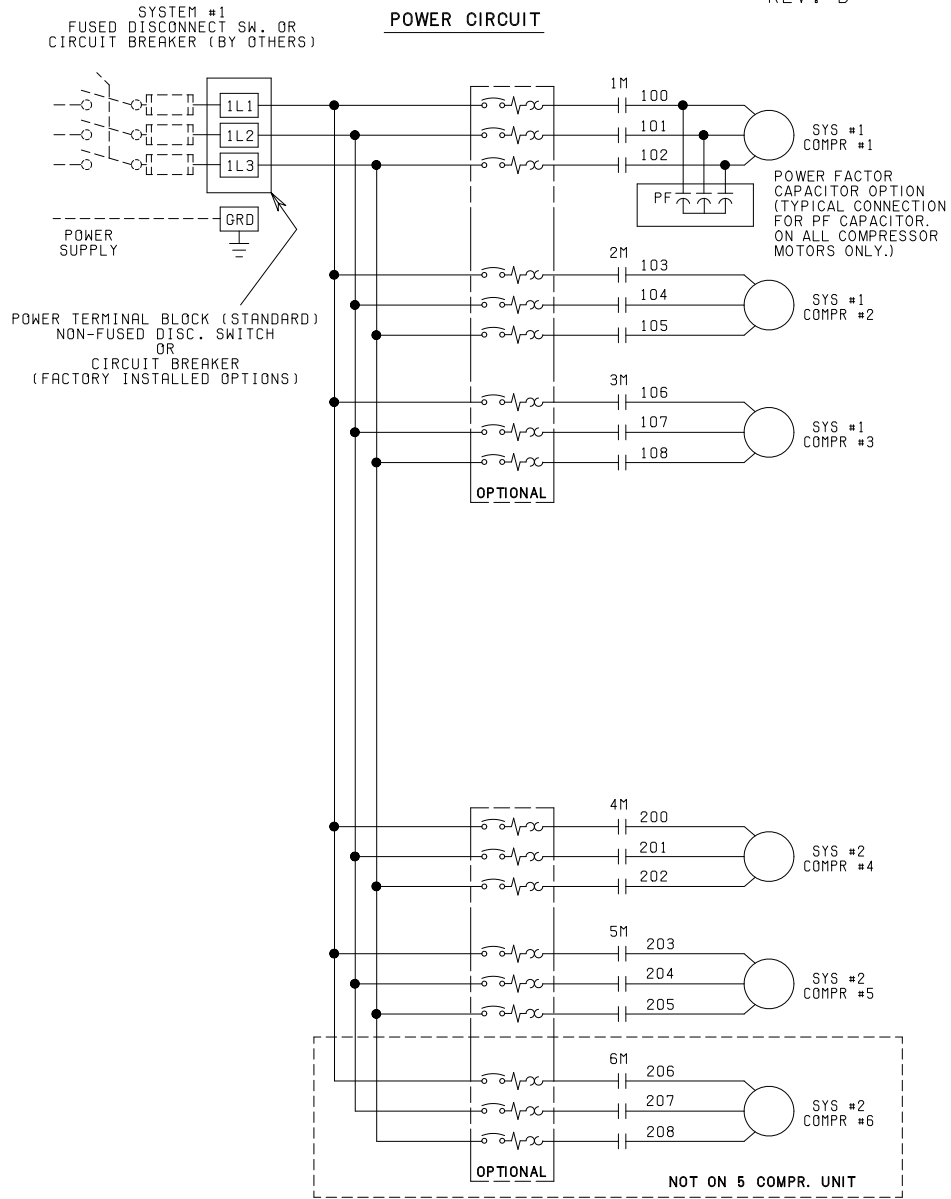 REV. B
POWER CIRCUIT
SYSTEM #1
FUSED DISCONNECT SW. OR
CIRCUIT BREAKER (BY OTHERS)
1L1
1L2
1L3
GRD
POWER
SUPPLY
POWER TERMINAL BLOCK (STANDARD)
NON-FUSED DISC. SWITCH
OR
CIRCUIT BREAKER
(FACTORY INSTALLED OPTIONS)
1M
100
101
102
SYS #1
COMPR #1
PF
POWER FACTOR
CAPACITOR OPTION
(TYPICAL CONNECTION
FOR PF CAPACITOR.
ON ALL COMPRESSOR
MOTORS ONLY.)
2M
103
104
105
SYS #1
COMPR #2
3M
106
107
108
SYS #1
COMPR #3
OPTIONAL
4M
200
201
202
SYS #2
COMPR #4
5M
203
204
205
SYS #2
COMPR #5
6M
206
207
208
SYS #2
COMPR #6
OPTIONAL
NOT ON 5 COMPR. UNIT